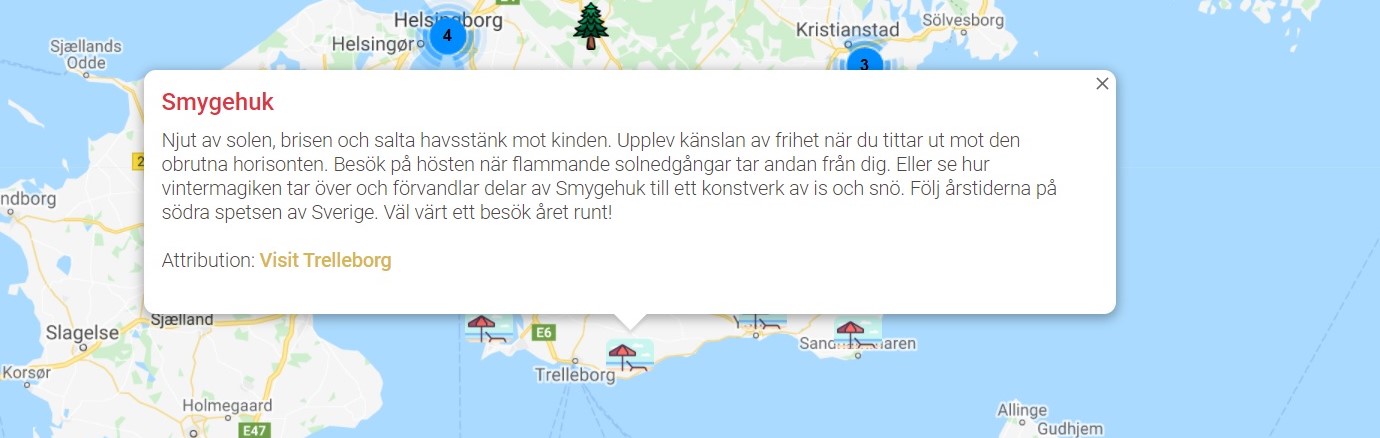 Helsingborg
Kristianstad
Sölvesborg
4
Helsingør
Sjællands
Odde
3
Smygehuk
Njut av solen, brisen och salta havsstänk mot kinden. Upplev känslan av frihet när du tittar ut mot den
obrutna horisonten. Besök på hösten när flammande solnedgångar tar andan från dig. Eller se hur
vintermagiken tar över och förvandlar delar av Smygehuk till ett konstverk av is och snö. Följ årstiderna på
södra spetsen av Sverige. Väl värt ett besök året runt!
Attribution: Visit Trelleborg
2
ndborg
Sjælland
Slagelse
E6
Trelleborg
Korsør
Holmegaard
E47
Allinge
Gudhjem